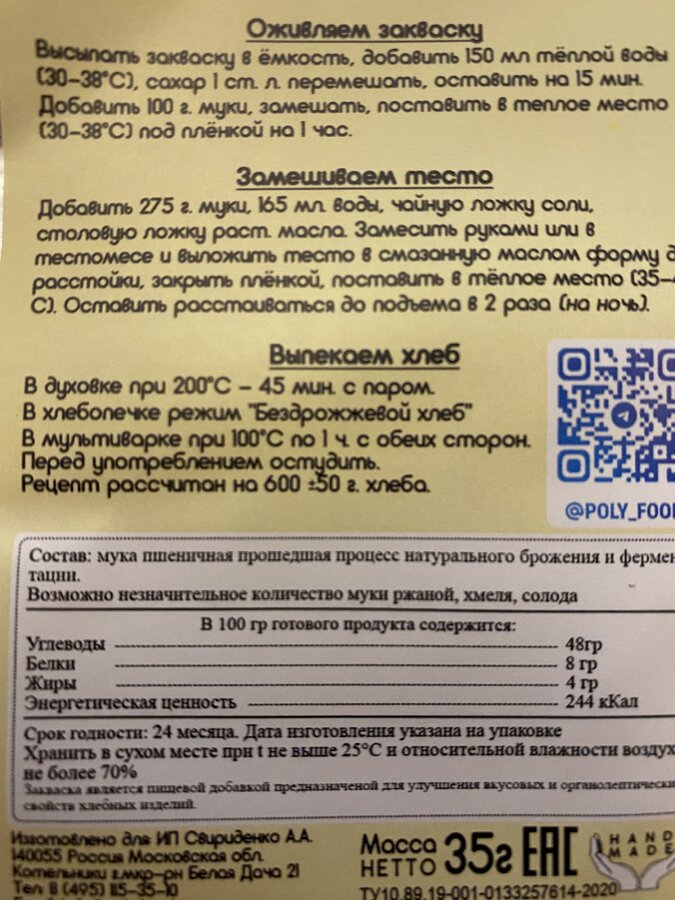 Оживляем закваску
Высыпать закваску в ёмкость, добавить 150 мл тёплой воды
(30–38°С), сахар 1 ст. л. перемешать, оставить на 15 мин.
Добавить 100 г. муки, замешать, поставить в теплое место
(30–38°С) под плёнкой на 1 час.
Замешиваем тесто
Добавить 275 г. муки, 165 мл воды, чайную ложку соли,
столовую ложку раст. масла. Замесить руками или в
тестомесе и выложить тесто в смазанную маслом форму д
расстойки, закрыть плёнкой, поставить в тёплое место (35–
С). Оставить расстаиваться до подъема в 2 раза (на ночь).
Выпекаем хлеб
В духовке при 200°С – 45 мин. с паром.
В хлебопечке режим "Бездрожжевой хлеб"
В мультиварке при 100°С по 1 ч. с обеих сторон.
Перед употреблением остудить.
Рецепт рассчитан на 600 ±50 г. хлеба.
@POLY_FOO
Состав: мука пшеничная прошедшая процесс натурального брожения и фермен
тации.
Возможно незначительное количество муки ржаной, хмеля, солода
В 100 гр готового продукта содержится:
Углеводы 48гр
Белки 8 гр
Жиры 4 гр
Энергетическая ценность 244 кКал
Срок годности: 24 месяца. Дата изготовления указана на упаковке
Хранить в сухом месте при t не выше 25°С и относительной влажности воздух
не более 70%
Закваска является пищевой добавкой предназначеной для улучшения вкусовых и органолептически
свойств хлебных изделий.
Изготовлено для ИП Свириденко А.А.
140055 Россия Московская обл.
Котельники г.мкр-рн Белая Дача 21
Тел: 8 (495) 115-35-10
Масса
НЕТТО 35г EAC
HAND
MADE
ТУ10.89.19-001-0133257614-2020